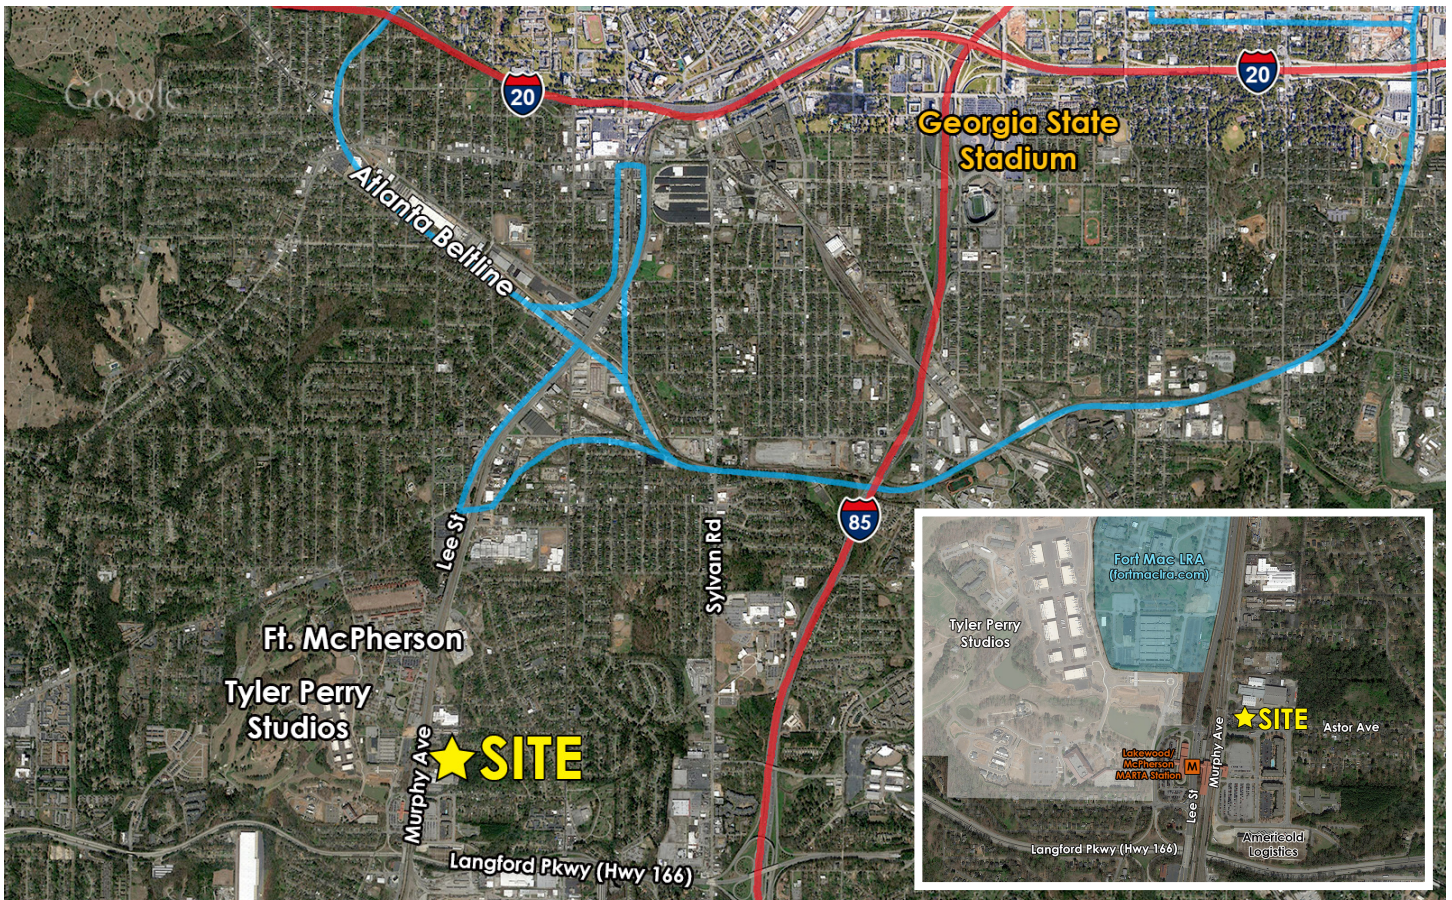 Google
20
20
Georgia State
Stadium
Atlanta Beltline
85
Lee St
Sylvan Rd
Ft. McPherson
Tyler Perry
Studios
Murphy Ave
SITE
Langford Pkwy (Hwy 166)
Fort Mac LRA
(fortmaclra.com)
Tyler Perry
Studios
SITE
Astor Ave
Murphy Ave
Lakewood/
McPherson
MARTA Station
M
Lee St
Americold
Logistics
Langford Pkwy (Hwy 166)